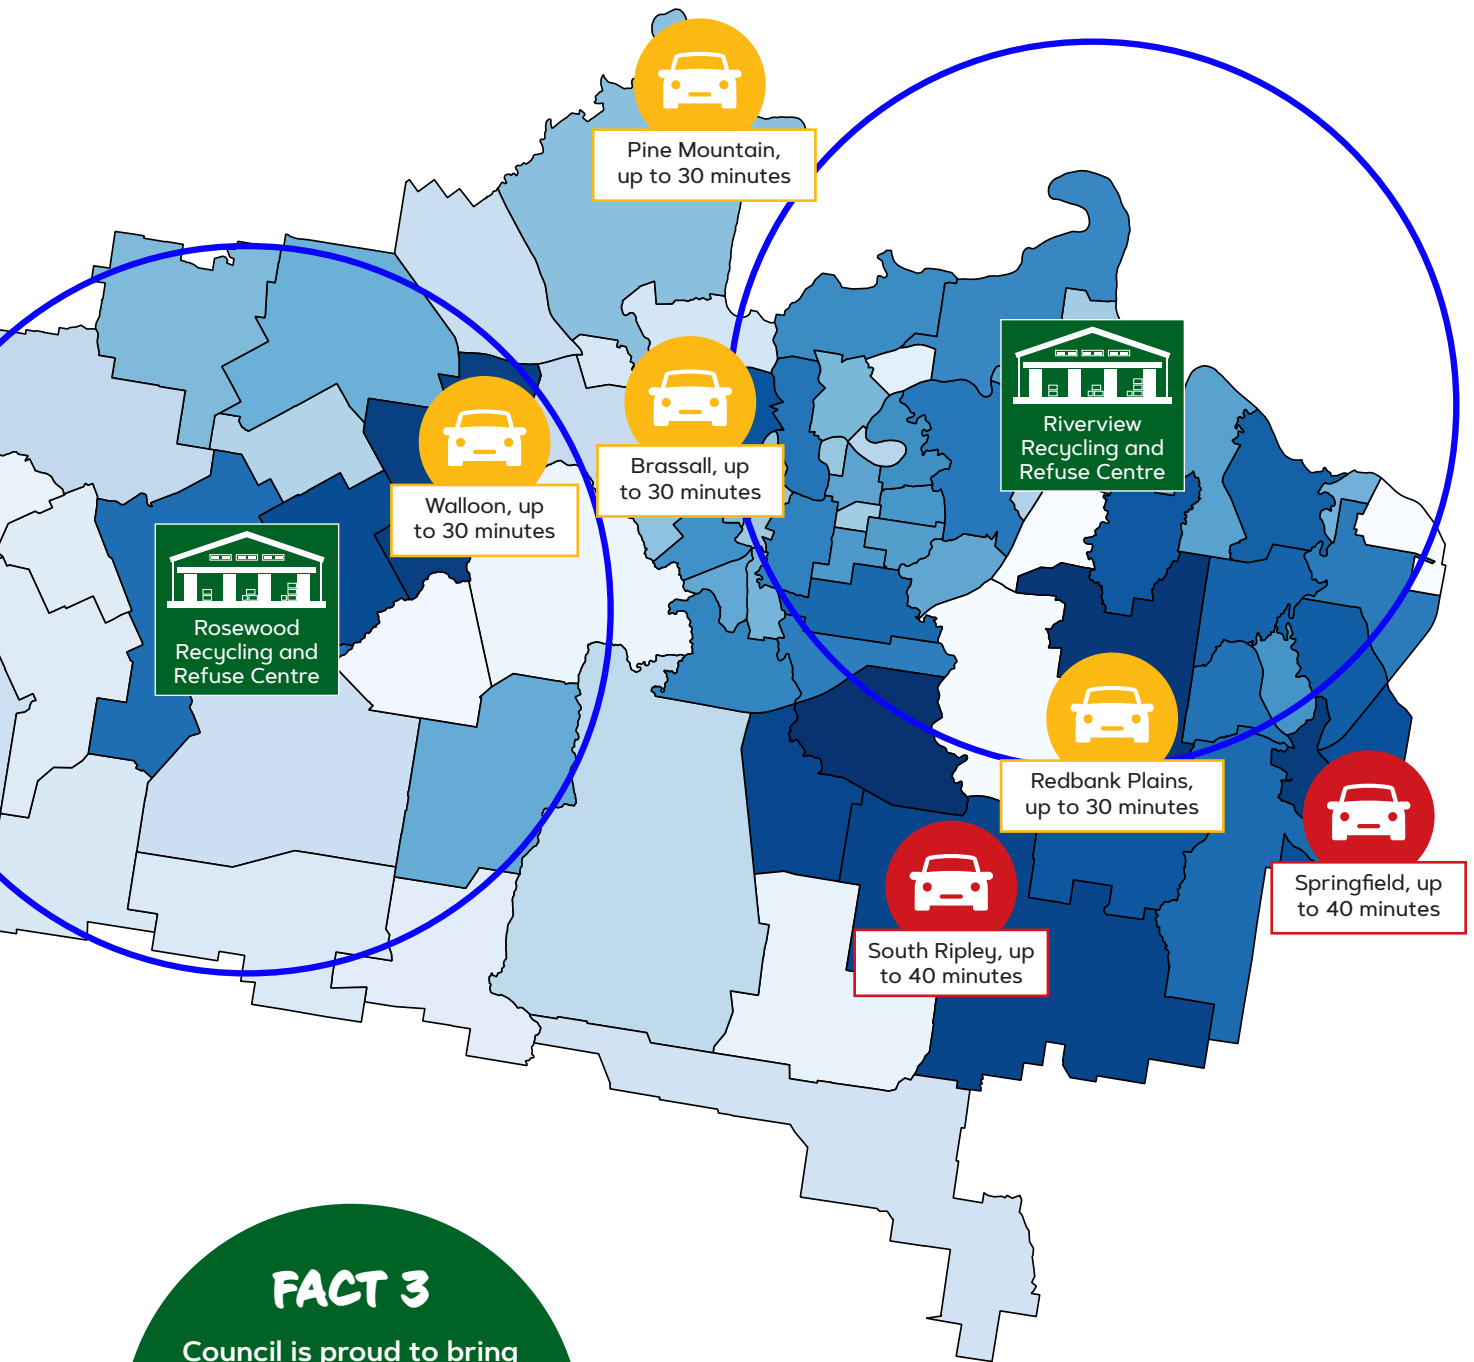 Pine Mountain,
up to 30 minutes
Brassall, up
to 30 minutes
Riverview
Recycling and
Refuse Centre
Walloon, up
to 30 minutes
Rosewood
Recycling and
Refuse Centre
Redbank Plains,
up to 30 minutes
Springfield, up
to 40 minutes
South Ripley, up
to 40 minutes
FACT 3
Council is proud to bring